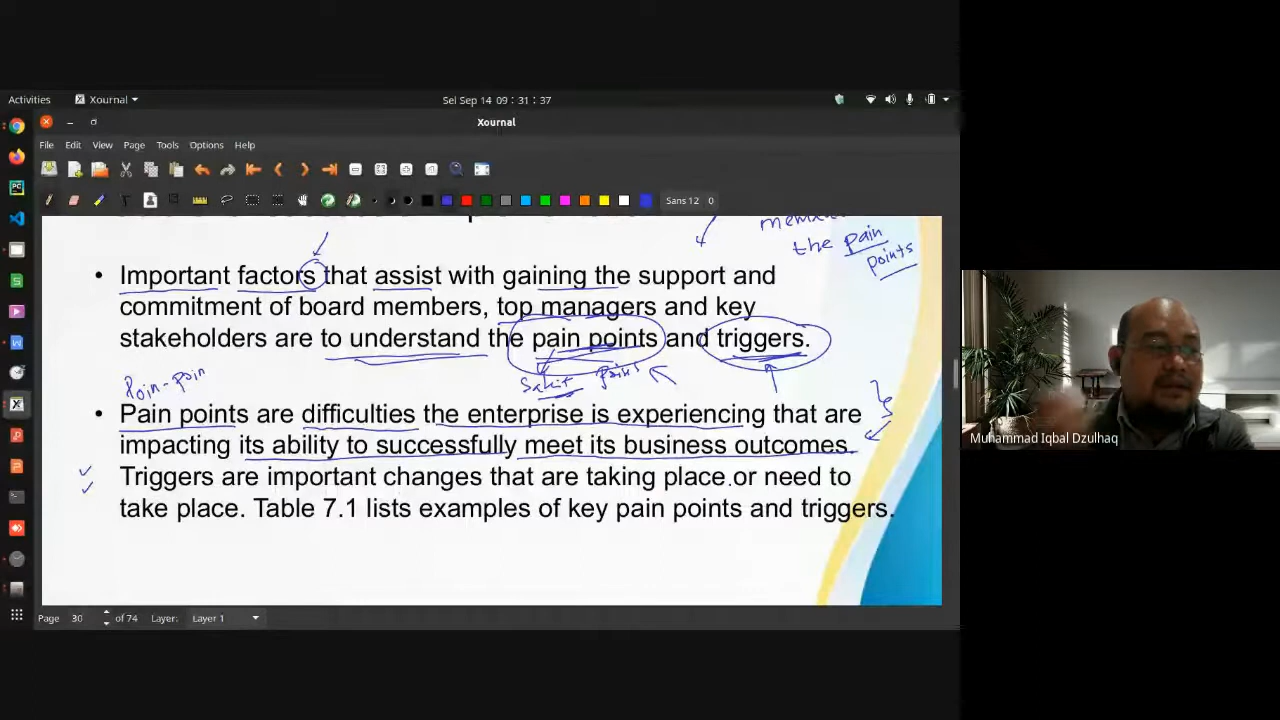 Activities Xournal Sel Sep 14 09:31:37
Xournal
File Edit View Page Tools Options Help
Sans 12 0
the pain
points
• Important factors that assist with gaining the support and
commitment of board members, top managers and key
stakeholders are to understand the pain points and triggers.
Sakit point
Poin-poin
• Pain points are difficulties the enterprise is experiencing that are
impacting its ability to successfully meet its business outcomes.
Triggers are important changes that are taking place or need to
take place. Table 7.1 lists examples of key pain points and triggers.
Page 30 of 74 Layer: Layer 1
Muhammad Iqbal Dzulhaq